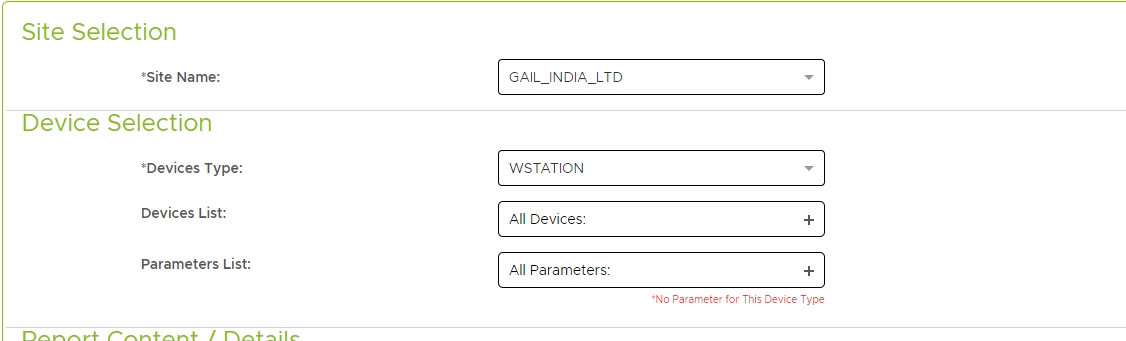 Site Selection
*Site Name:
GAIL_INDIA_LTD
Device Selection
*Devices Type:
WSTATION
Devices List:
All Devices:
Parameters List:
All Parameters:
*No Parameter for This Device Type
Report Content / Details